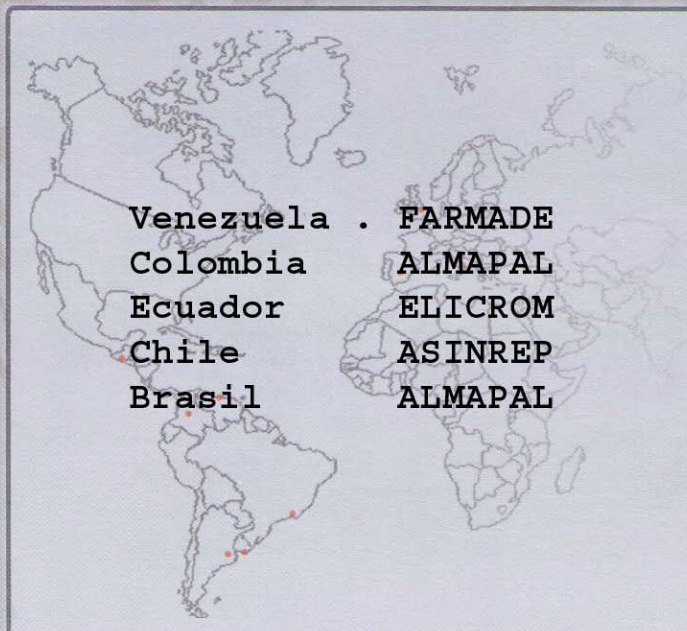 Venezuela . FARMADE
Colombia ALMAPAL
Ecuador ELICROM
Chile ASINREP
Brasil ALMAPAL